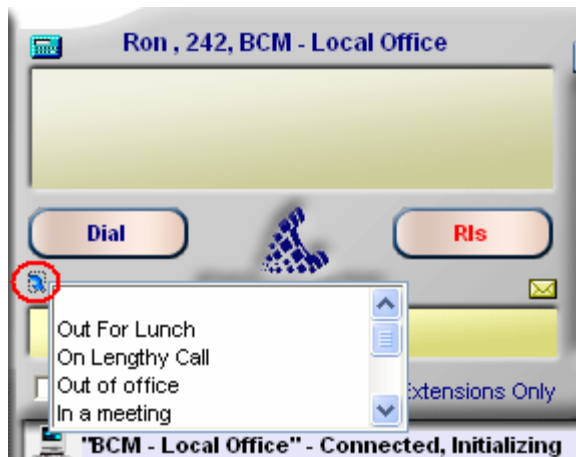 Ron , 242, BCM - Local Office
Dial
Rls
Out For Lunch
On Lengthy Call
Out of office
In a meeting
Extensions Only
"BCM - Local Office" - Connected, Initializing